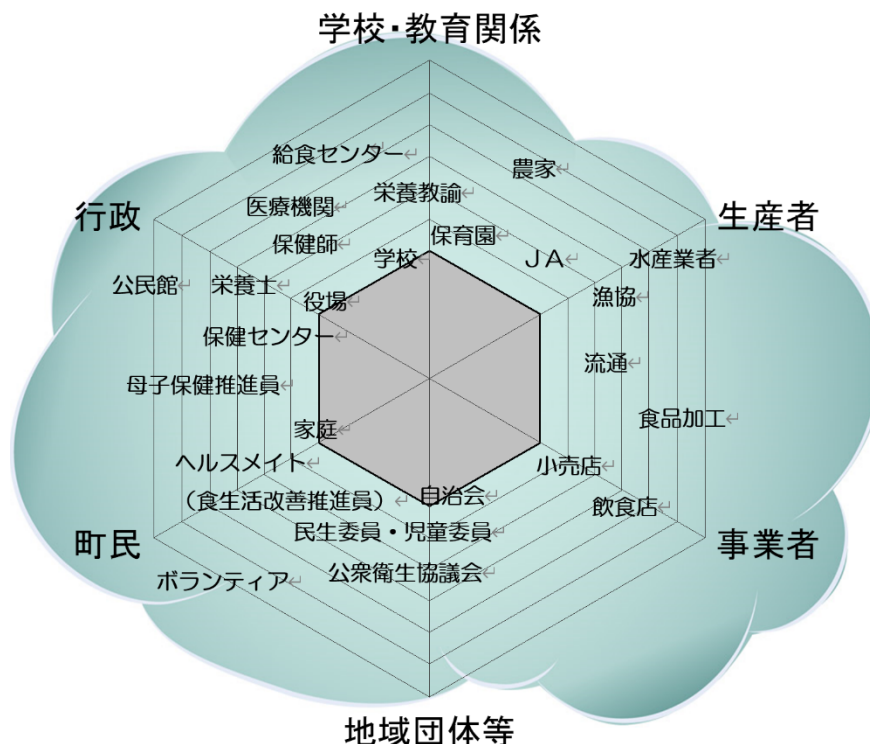 学校・教育関係
給食センター
農家
栄養教諭
行政
医療機関
生産者
保育園
保健師
学校
ＪＡ
水産業者
公民館
栄養士
役場
漁協
保健センター
流通
母子保健推進員
食品加工
家庭
ヘルスメイト
小売店
（食生活改善推進員）
自治会
飲食店
民生委員・児童委員
町民
事業者
公衆衛生協議会
ボランティア
地域団体等